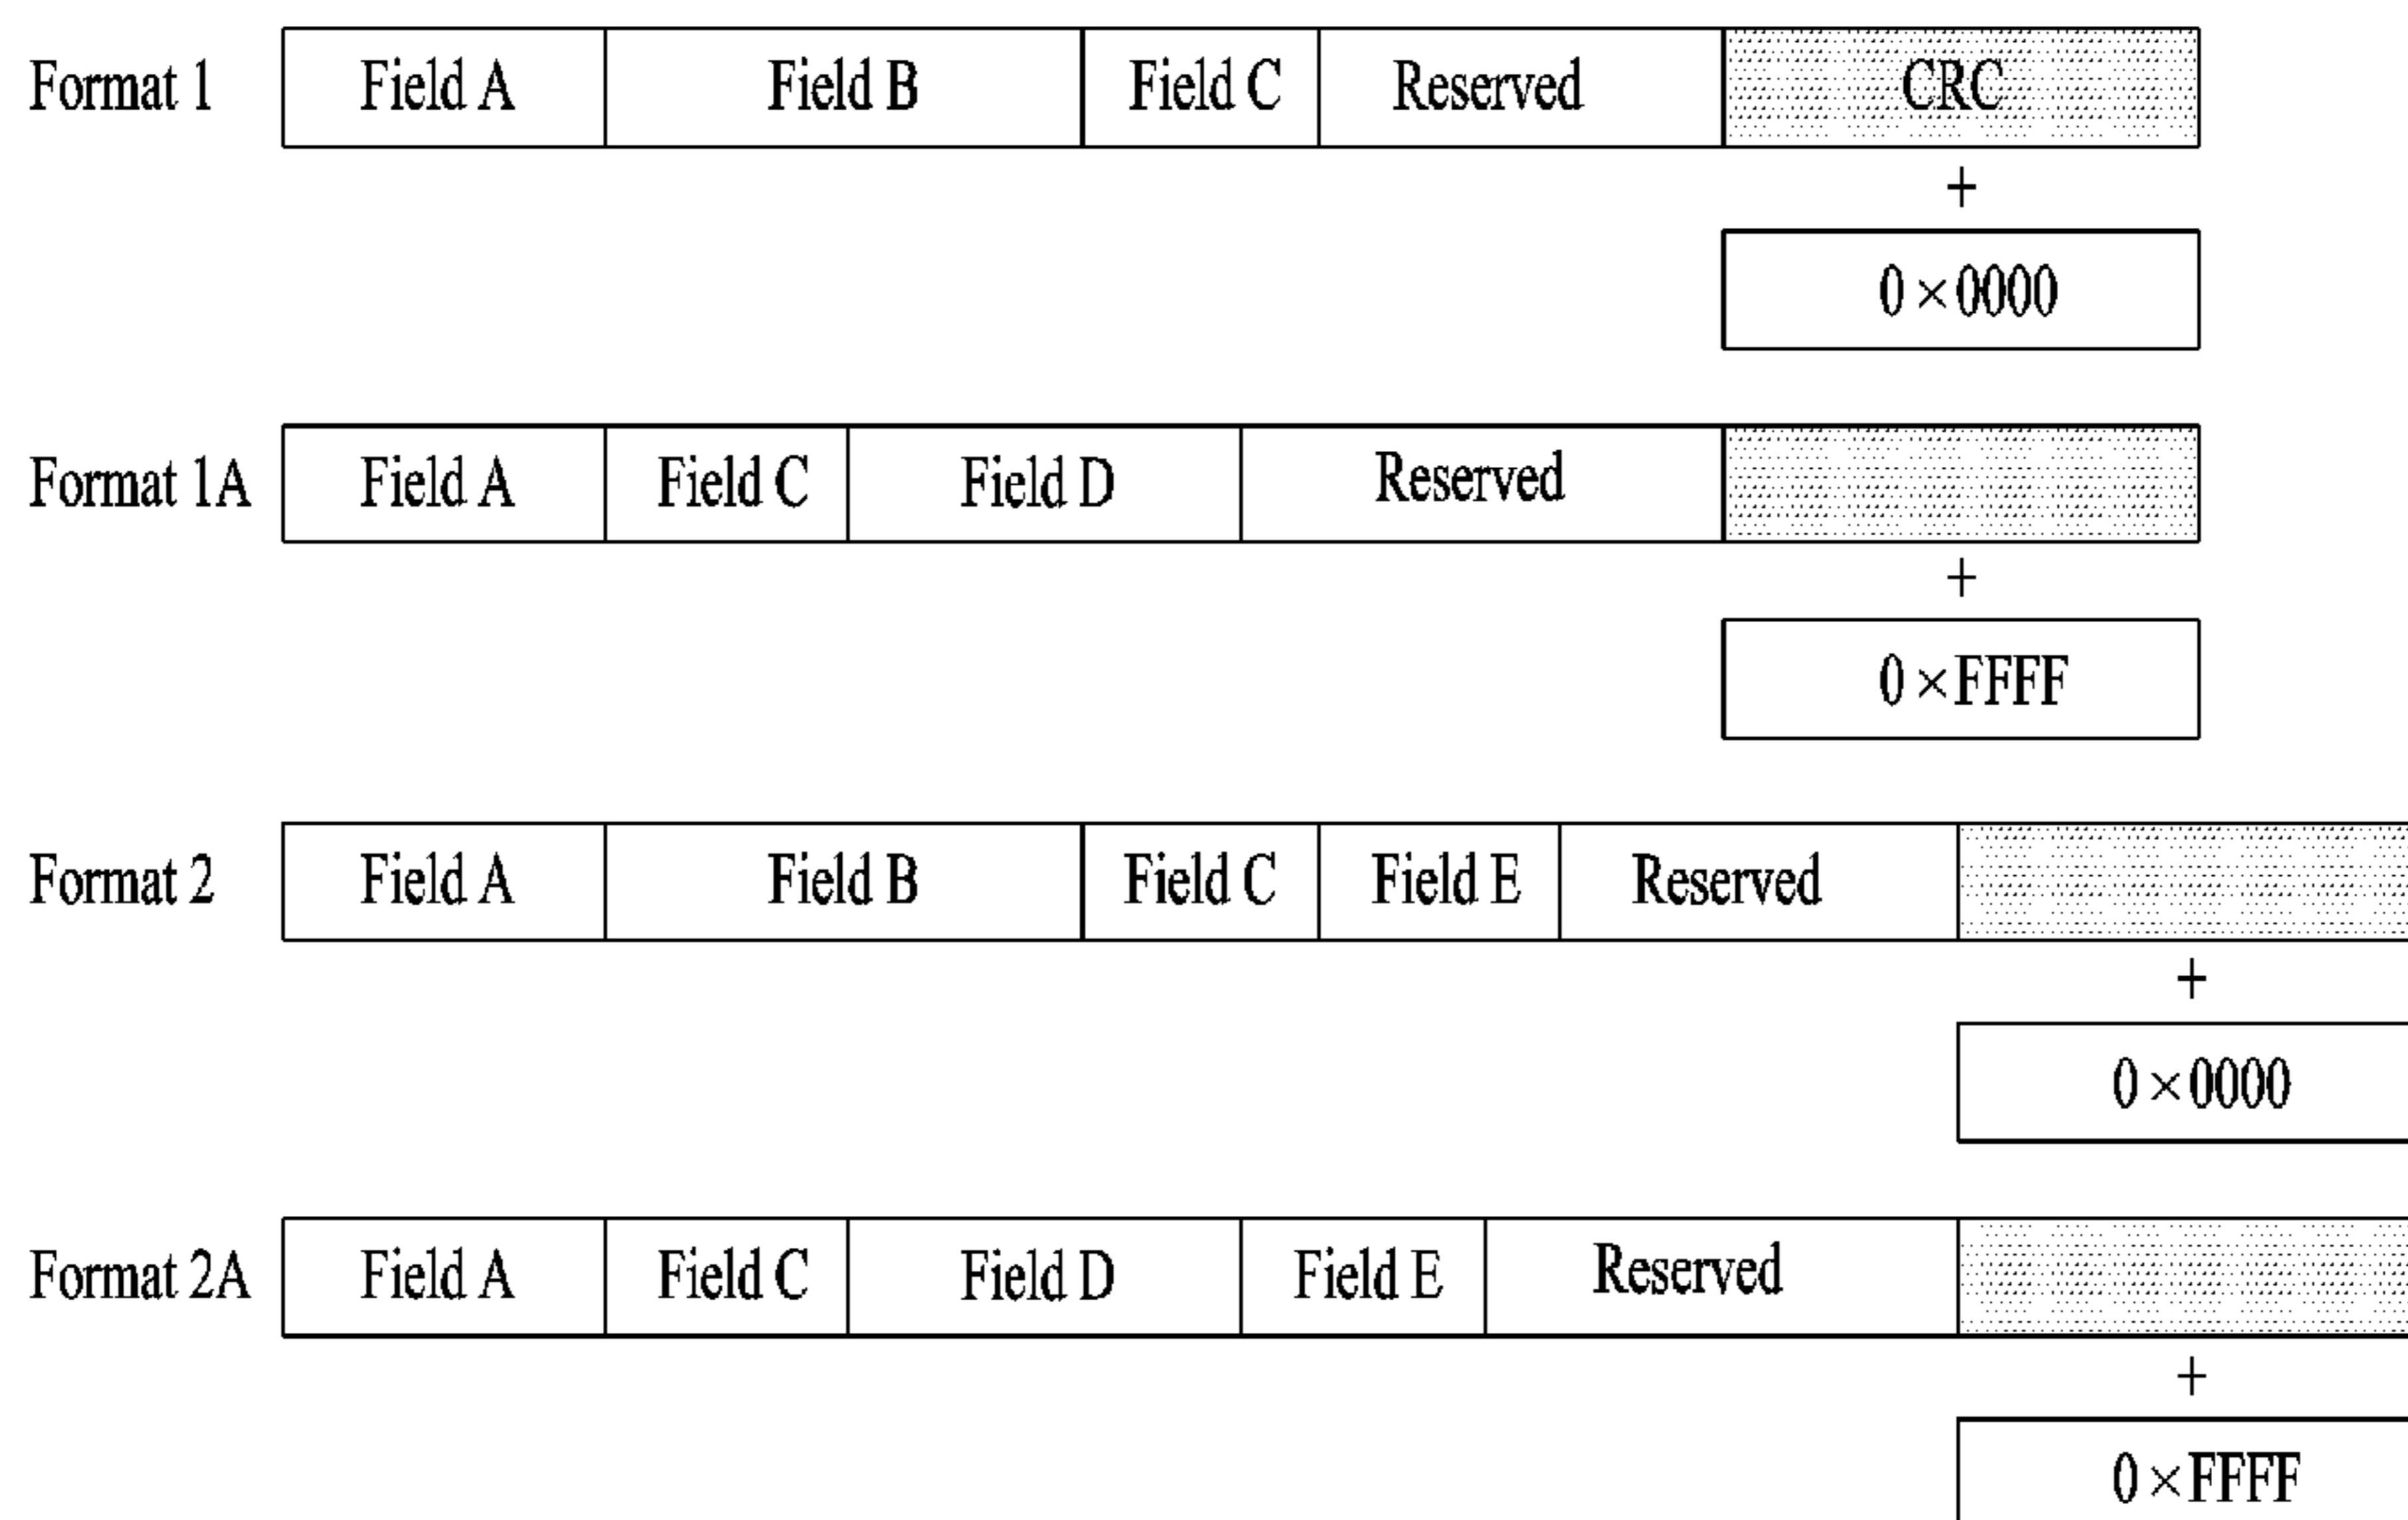 Format 1 Field A Field B Field C Reserved CRC
+
0×0000
Format 1A Field A Field C Field D Reserved
+
0×FFFF
Format 2 Field A Field B Field C Field E Reserved
+
0×0000
Format 2A Field A Field C Field D Field E Reserved
+
0×FFFF